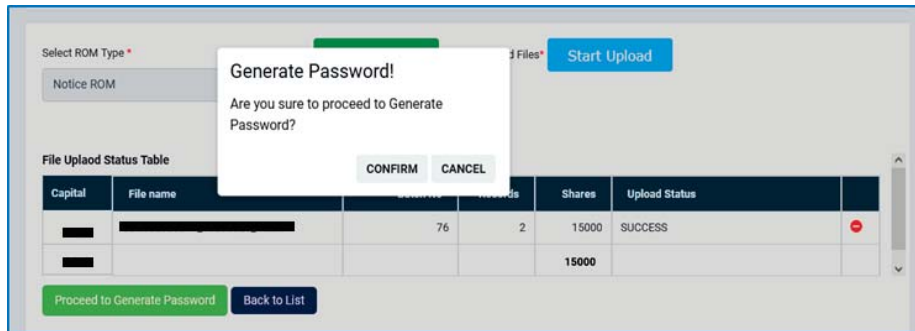 Select ROM Type *
Files*
Start Upload
Notice ROM
Generate Password!
Are you sure to proceed to Generate
Password?
CONFIRM CANCEL
File Uplaod Status Table
Capital File name Shares Upload Status
76 2 15000 SUCCESS
15000
Proceed to Generate Password Back to List